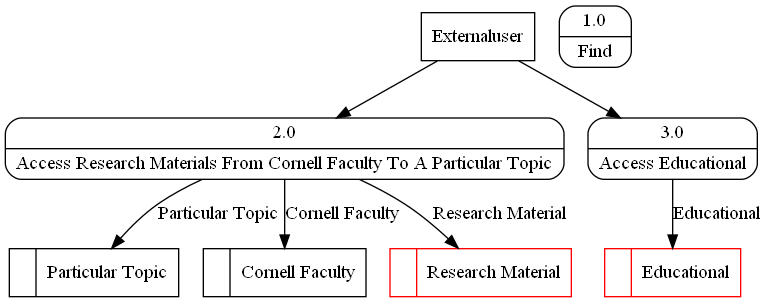 Externaluser
1.0
Find
2.0
Access Research Materials From Cornell Faculty To A Particular Topic
3.0
Access Educational
Particular Topic
Cornell Faculty
Research Material
Educational
Particular Topic
Cornell Faculty
Research Material
Educational